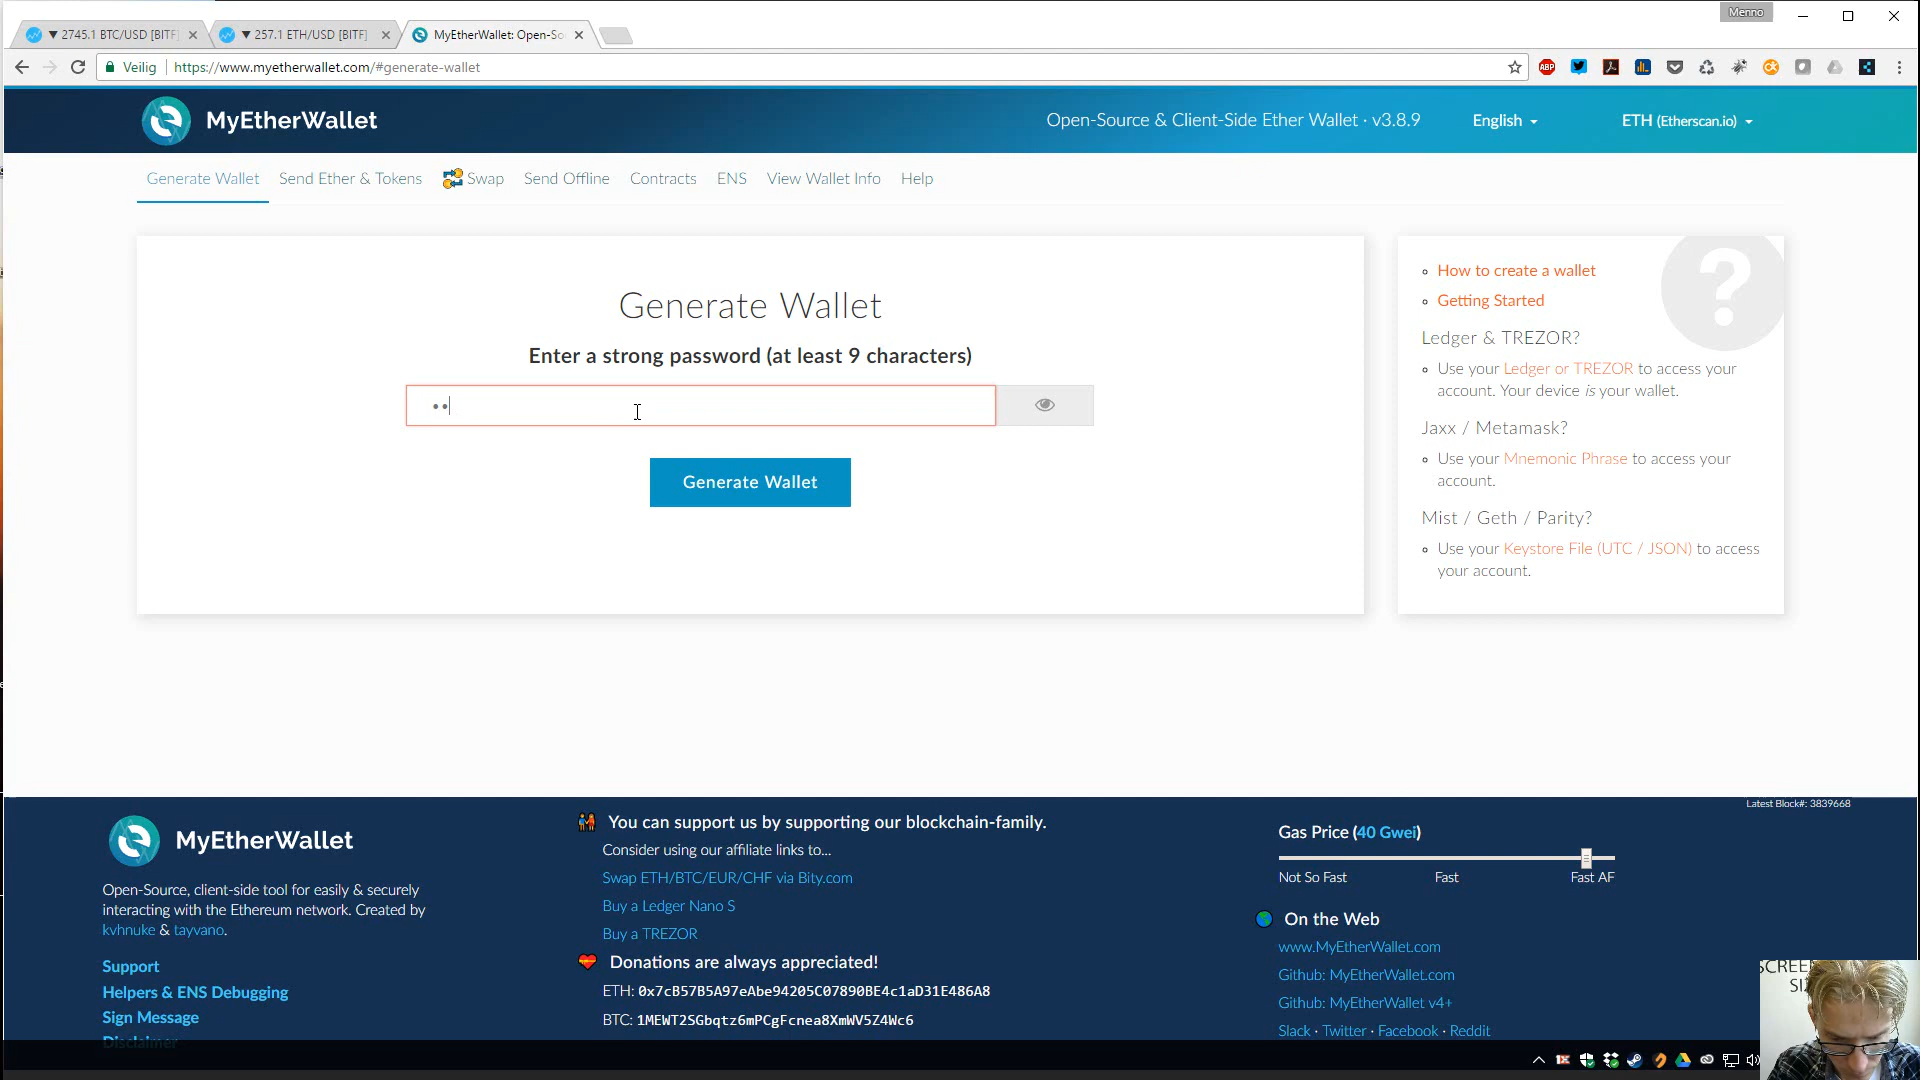 Menno
▼ 2745.1 BTC/USD [BITF]
▼ 257.1 ETH/USD [BITF]
MyEtherWallet: Open-So
Veilig
https://www.myetherwallet.com/#generate-wallet
ABP
MyEtherWallet
Open-Source & Client-Side Ether Wallet · v3.8.9
English
ETH (Etherscan.io)
Generate Wallet
Send Ether & Tokens
Swap
Send Offline
Contracts
ENS
View Wallet Info
Help
Generate Wallet
Enter a strong password (at least 9 characters)
Generate Wallet
How to create a wallet
Getting Started
Ledger & TREZOR?
Use your Ledger or TREZOR to access your
account. Your device is your wallet.
Jaxx / Metamask?
Use your Mnemonic Phrase to access your
account.
Mist / Geth / Parity?
Use your Keystore File (UTC / JSON) to access
your account.
Latest Block#: 3839668
MyEtherWallet
Open-Source, client-side tool for easily & securely
interacting with the Ethereum network. Created by
kvhnuke & tayvano.
Support
Helpers & ENS Debugging
Sign Message
Disclaimer
You can support us by supporting our blockchain-family.
Consider using our affiliate links to...
Swap ETH/BTC/EUR/CHF via Bity.com
Buy a Ledger Nano S
Buy a TREZOR
Donations are always appreciated!
ETH: 0x7cB57B5A97eAbe94205C07890BE4c1aD31E486A8
BTC: 1MEWT2SGbqtz6mPCgFcnea8XmWV5Z4Wc6
Gas Price (40 Gwei)
Not So Fast
Fast
Fast AF
On the Web
www.MyEtherWallet.com
Github: MyEtherWallet.com
Github: MyEtherWallet v4+
Slack · Twitter · Facebook · Reddit